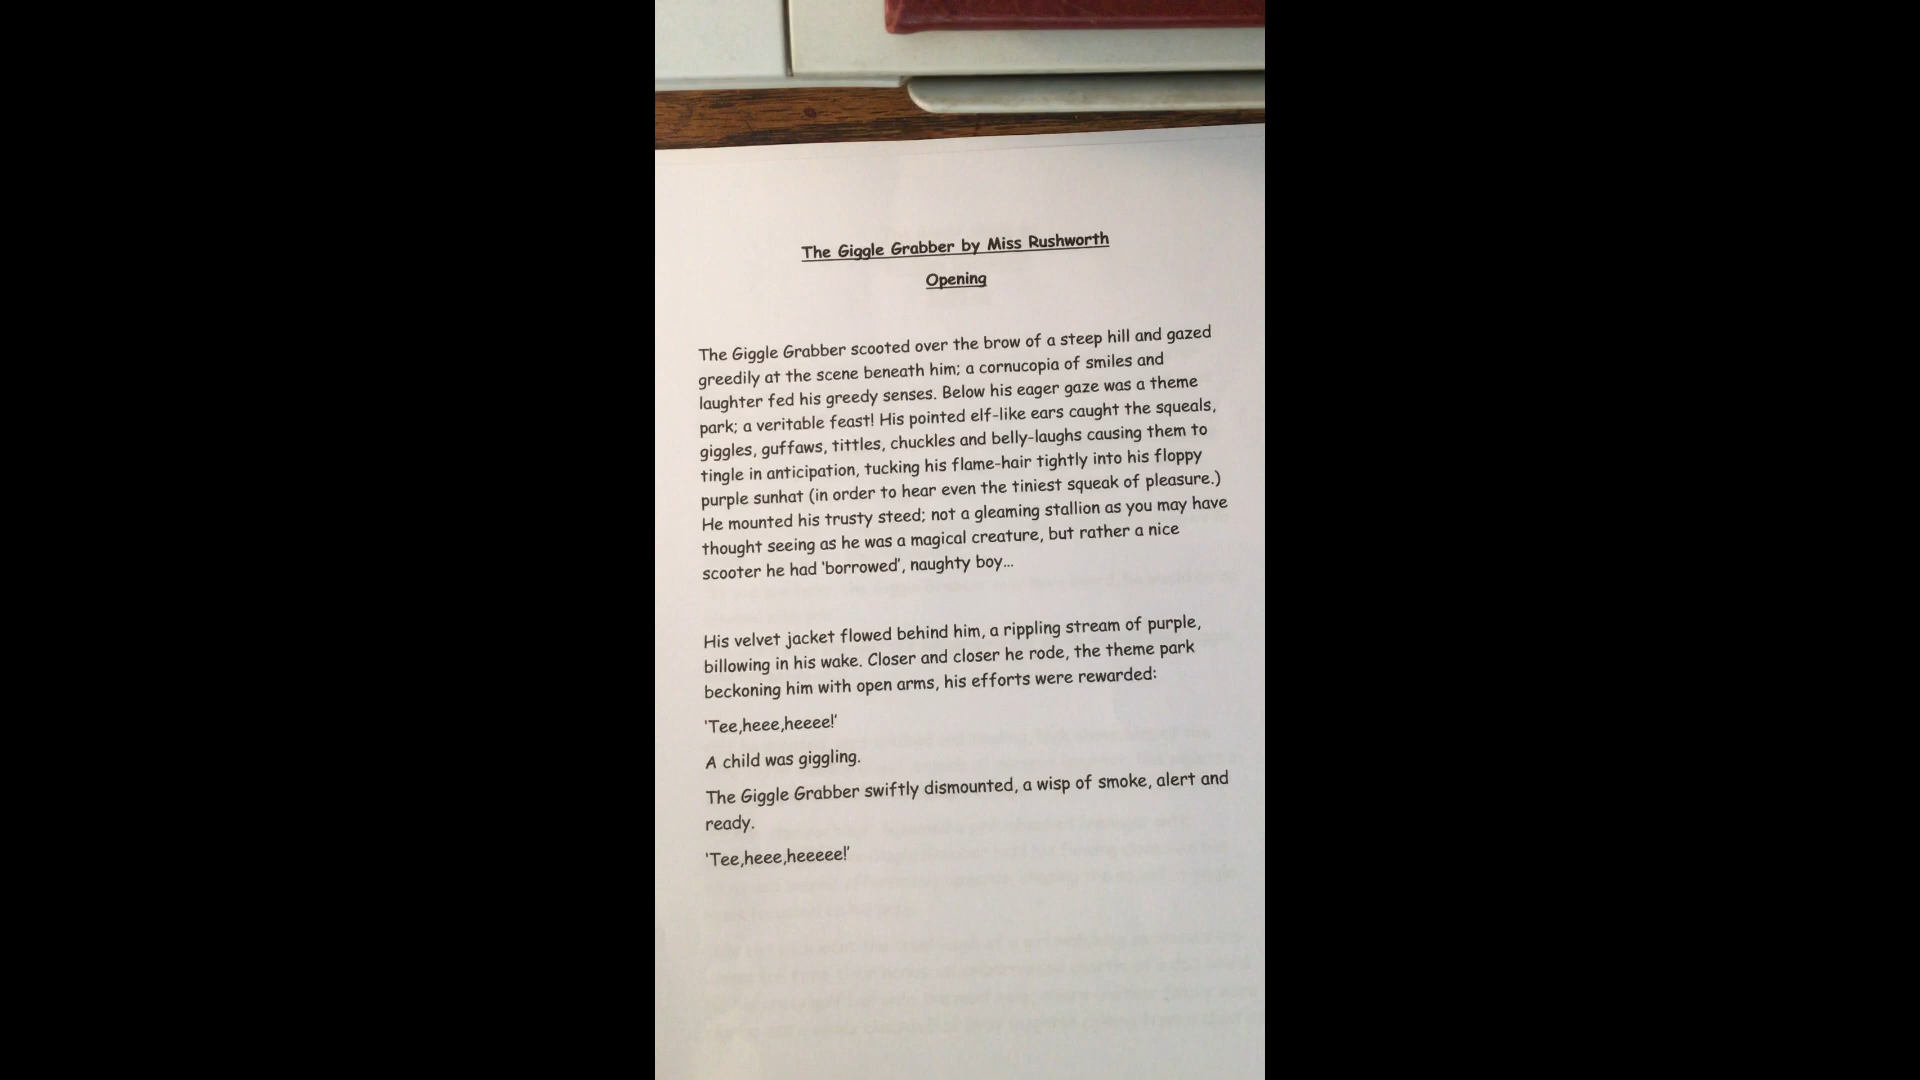 The Giggle Grabber by Miss Rushworth
Opening
The Giggle Grabber scooted over the brow of a steep hill and gazed
greedily at the scene beneath him; a cornucopia of smiles and
laughter fed his greedy senses. Below his eager gaze was a theme
park; a veritable feast! His pointed elf-like ears caught the squeals,
giggles, guffaws, tittles, chuckles and belly-laughs causing them to
tingle in anticipation, tucking his flame-hair tightly into his floppy
purple sunhat (in order to hear even the tiniest squeak of pleasure.)
He mounted his trusty steed; not a gleaming stallion as you may have
thought seeing as he was a magical creature, but rather a nice
scooter he had 'borrowed', naughty boy...
His velvet jacket flowed behind him, a rippling stream of purple,
billowing in his wake. Closer and closer he rode, the theme park
beckoning him with open arms, his efforts were rewarded:
'Tee,heee,heeee!'
A child was giggling.
The Giggle Grabber swiftly dismounted, a wisp of smoke, alert and
ready.
'Tee,heee,heeeee!'